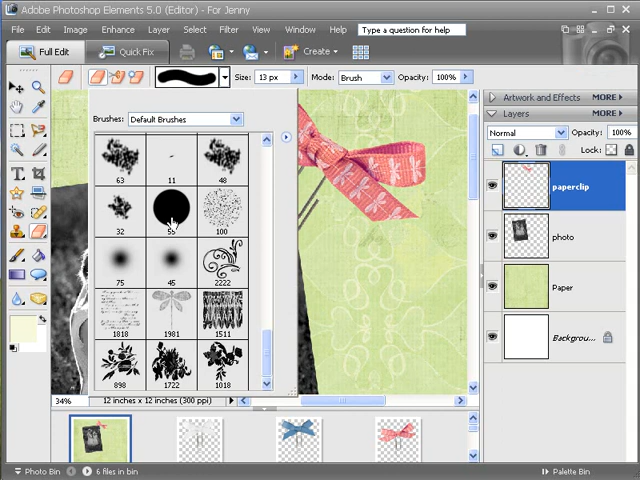 Adobe Photoshop Elements 5.0 (Editor) - For Jenny
File Edit Image Enhance Layer Select Filter View Window Help Type a question for help
Full Edit Quick Fix Create
Size: 13 px Mode: Brush Opacity: 100%
Brushes: Default Brushes
63 11 48
32 100
75 45 2222
1818 1981 1511
898 1722 1018
34% 12 inches x 12 inches (300 ppi)
Artwork and Effects MORE
Layers MORE
Normal Opacity: 100%
Lock:
paperclip
photo
Paper
Photo Bin 6 files in bin Palette Bin